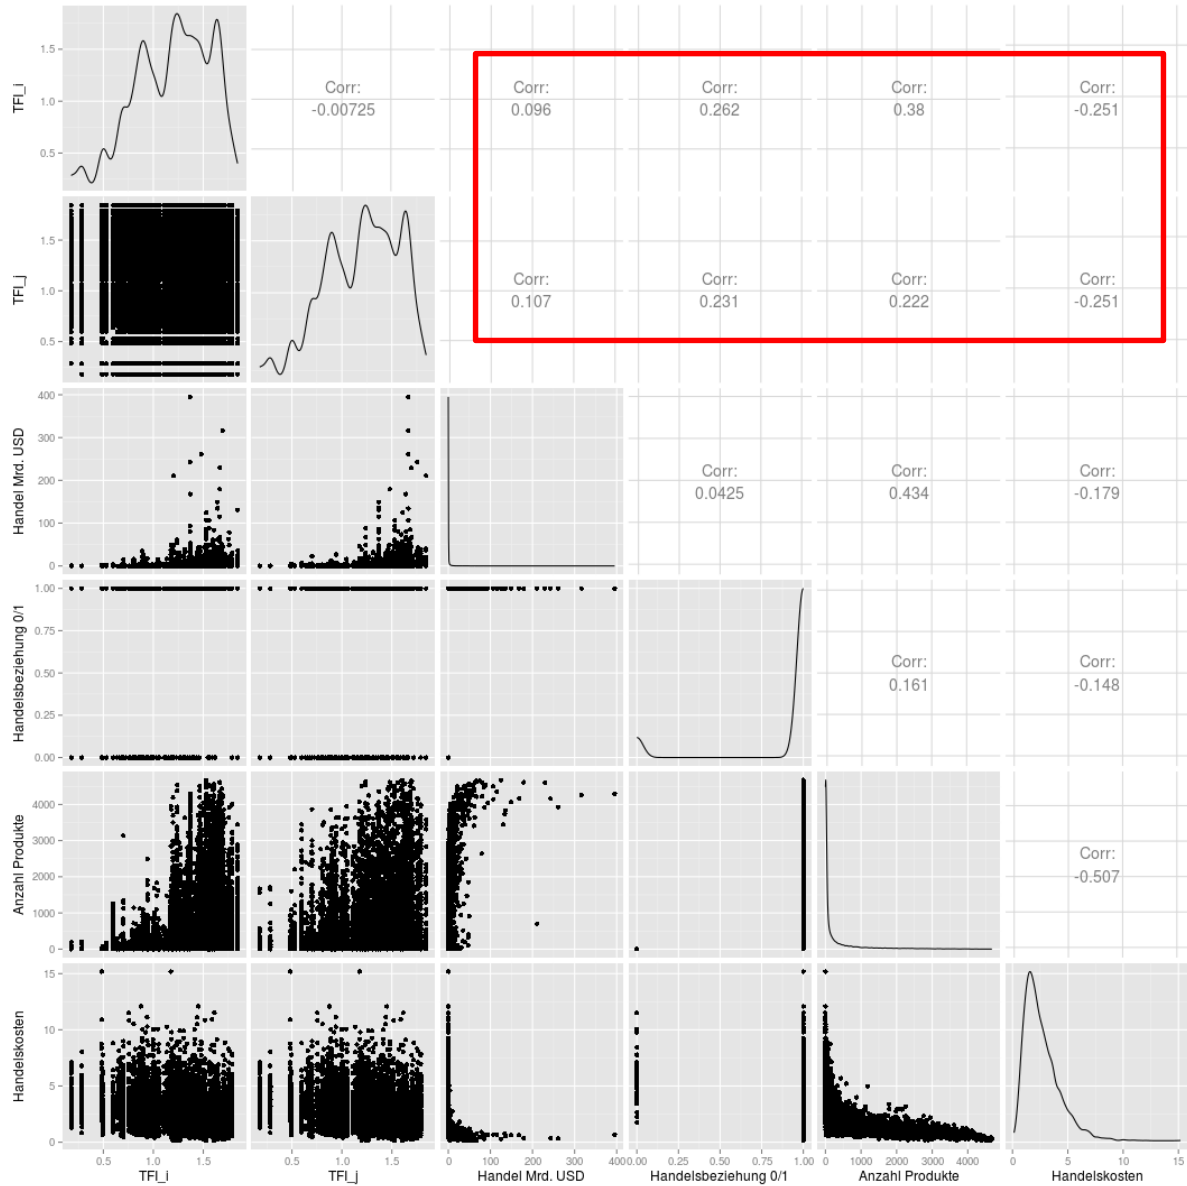 TFI_i
1.5
1.0
0.5
Corr:
-0.00725
Corr:
0.096
Corr:
0.262
Corr:
0.38
Corr:
-0.251
TFI_j
1.5
1.0
0.5
Corr:
0.107
Corr:
0.231
Corr:
0.222
Corr:
-0.251
Handel Mrd. USD
400
300
200
100
0
Corr:
0.0425
Corr:
0.434
Corr:
-0.179
Handelsbeziehung 0/1
1.00
0.75
0.50
0.25
0.00
Corr:
0.161
Corr:
-0.148
Anzahl Produkte
4000
3000
2000
1000
0
Corr:
-0.507
Handelskosten
15
10
5
0
0.5 1.0 1.5
TFI_i
0.5 1.0 1.5
TFI_j
0 100 200 300 400
Handel Mrd. USD
0.00 0.25 0.50 0.75 1.00
Handelsbeziehung 0/1
0 1000 2000 3000 4000
Anzahl Produkte
0 5 10 15
Handelskosten